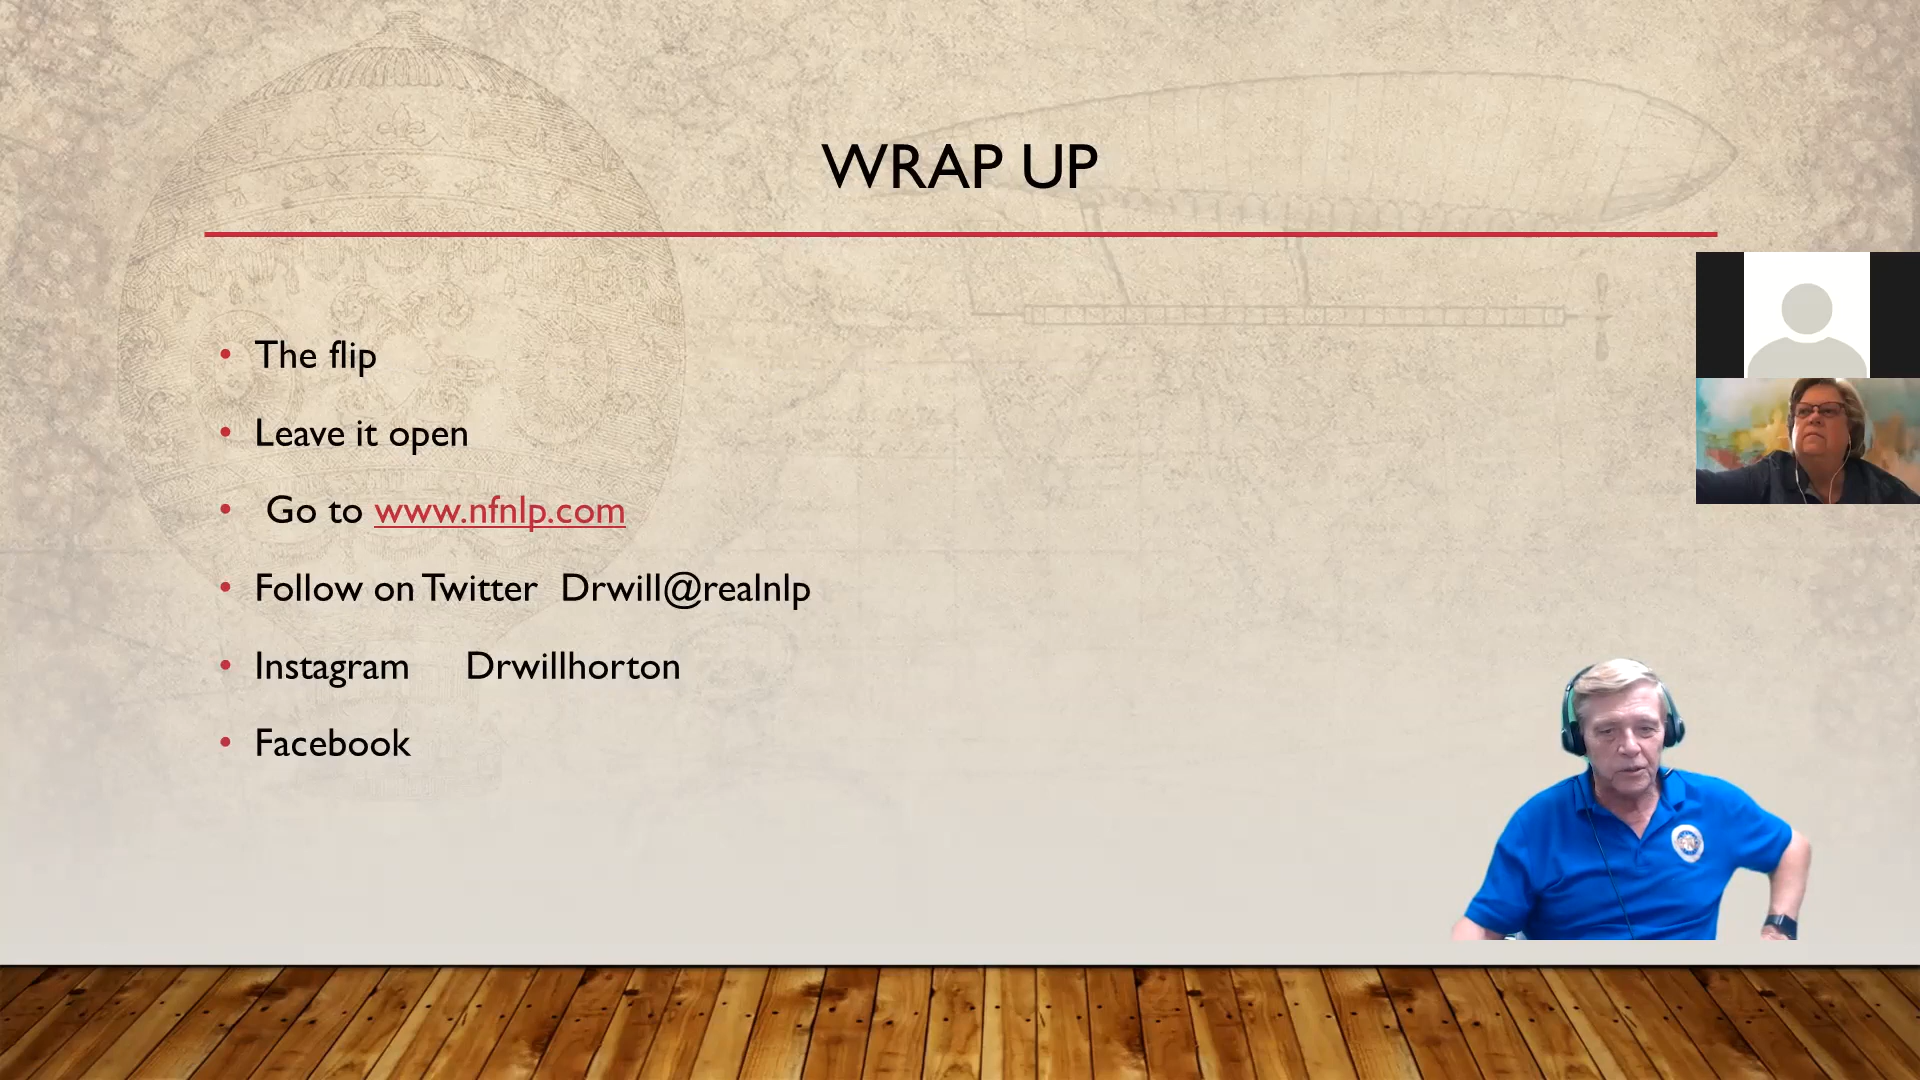 WRAP UP
The flip
Leave it open
Go to www.nfnlp.com
Follow on Twitter Drwill@realnlp
Instagram Drwillhorton
Facebook